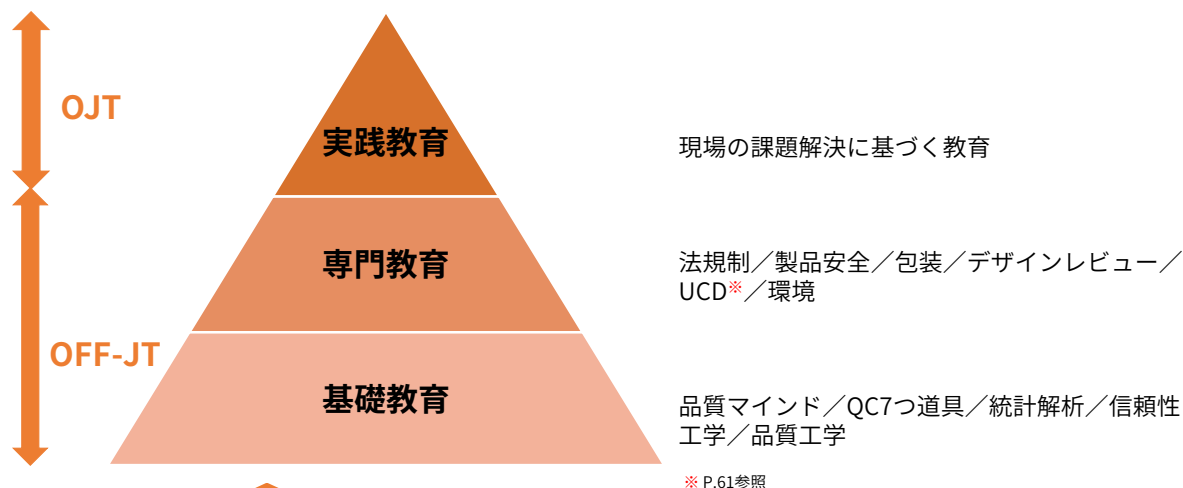 OJT
実践教育
現場の課題解決に基づく教育
専門教育
法規制／製品安全／包装／デザインレビュー／
UCD※／環境
OFF-JT
基礎教育
品質マインド／QC7つ道具／統計解析／信頼性
工学／品質工学
※ P.61参照